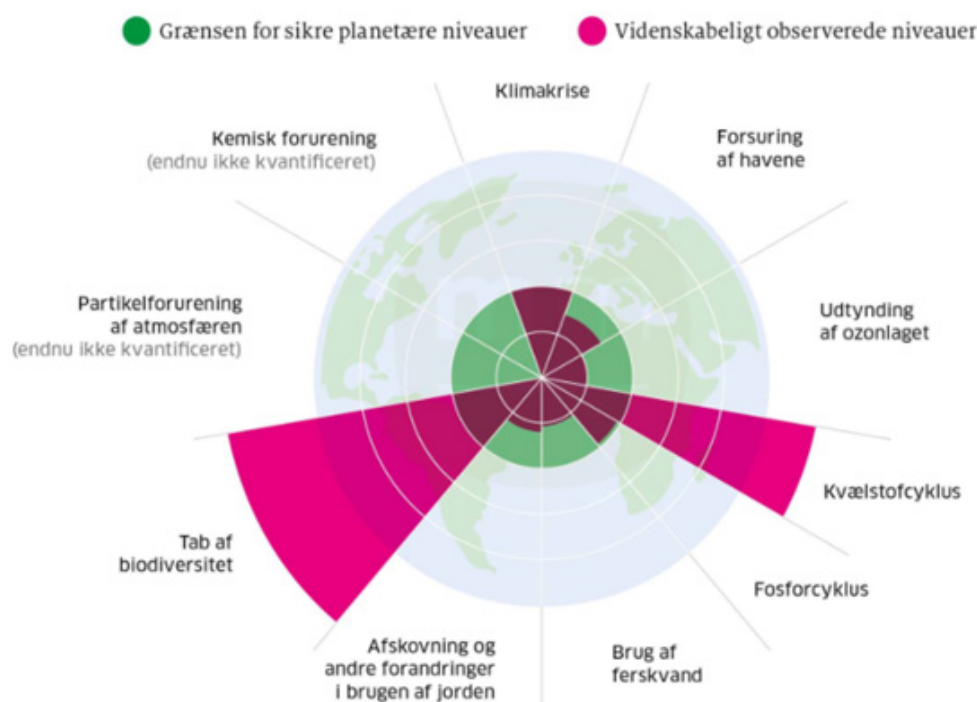 Grænsen for sikre planetære niveauer
Videnskabeligt observerede niveauer
Klimakrise
Forsuring
af havene
Udtynding
af ozonlaget
Kvælstofcyklus
Fosforcyklus
Brug af
ferskvand
Afskovning og
andre forandringer
i brugen af jorden
Tab af
biodiversitet
Partikelforurening
af atmosfæren
(endnu ikke kvantificeret)
Kemisk forurening
(endnu ikke kvantificeret)